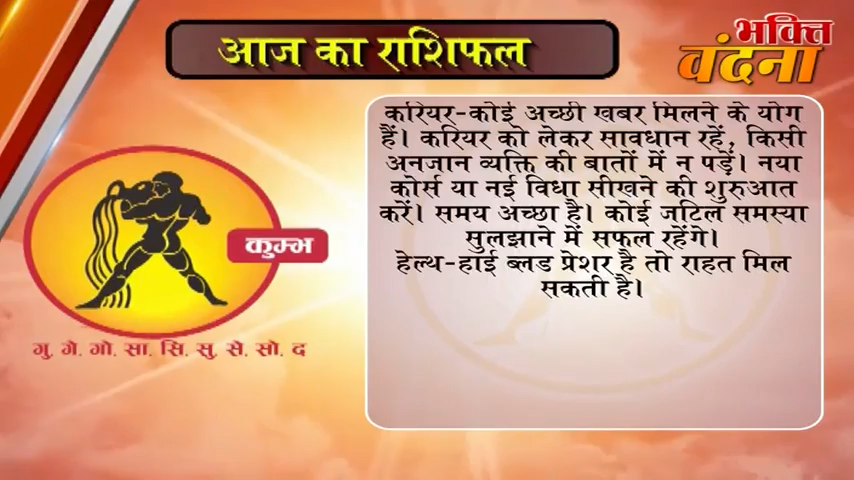 आज का राशिफल
भक्ति
वंदना
करियर-कोई अच्छी खबर मिलने के योग
हैं। करियर को लेकर सावधान रहें, किसी
अनजान व्यक्ति की बातों में न पड़ें। नया
कोर्स या नई विधा सीखने की शुरुआत
करें। समय अच्छा है। कोई जटिल समस्या
सुलझाने में सफल रहेंगे।
हेल्थ-हाई ब्लड प्रेशर है तो राहत मिल
सकती है।
कुम्भ
गु. गे. गो. सा. सि. सु. से. सो. द